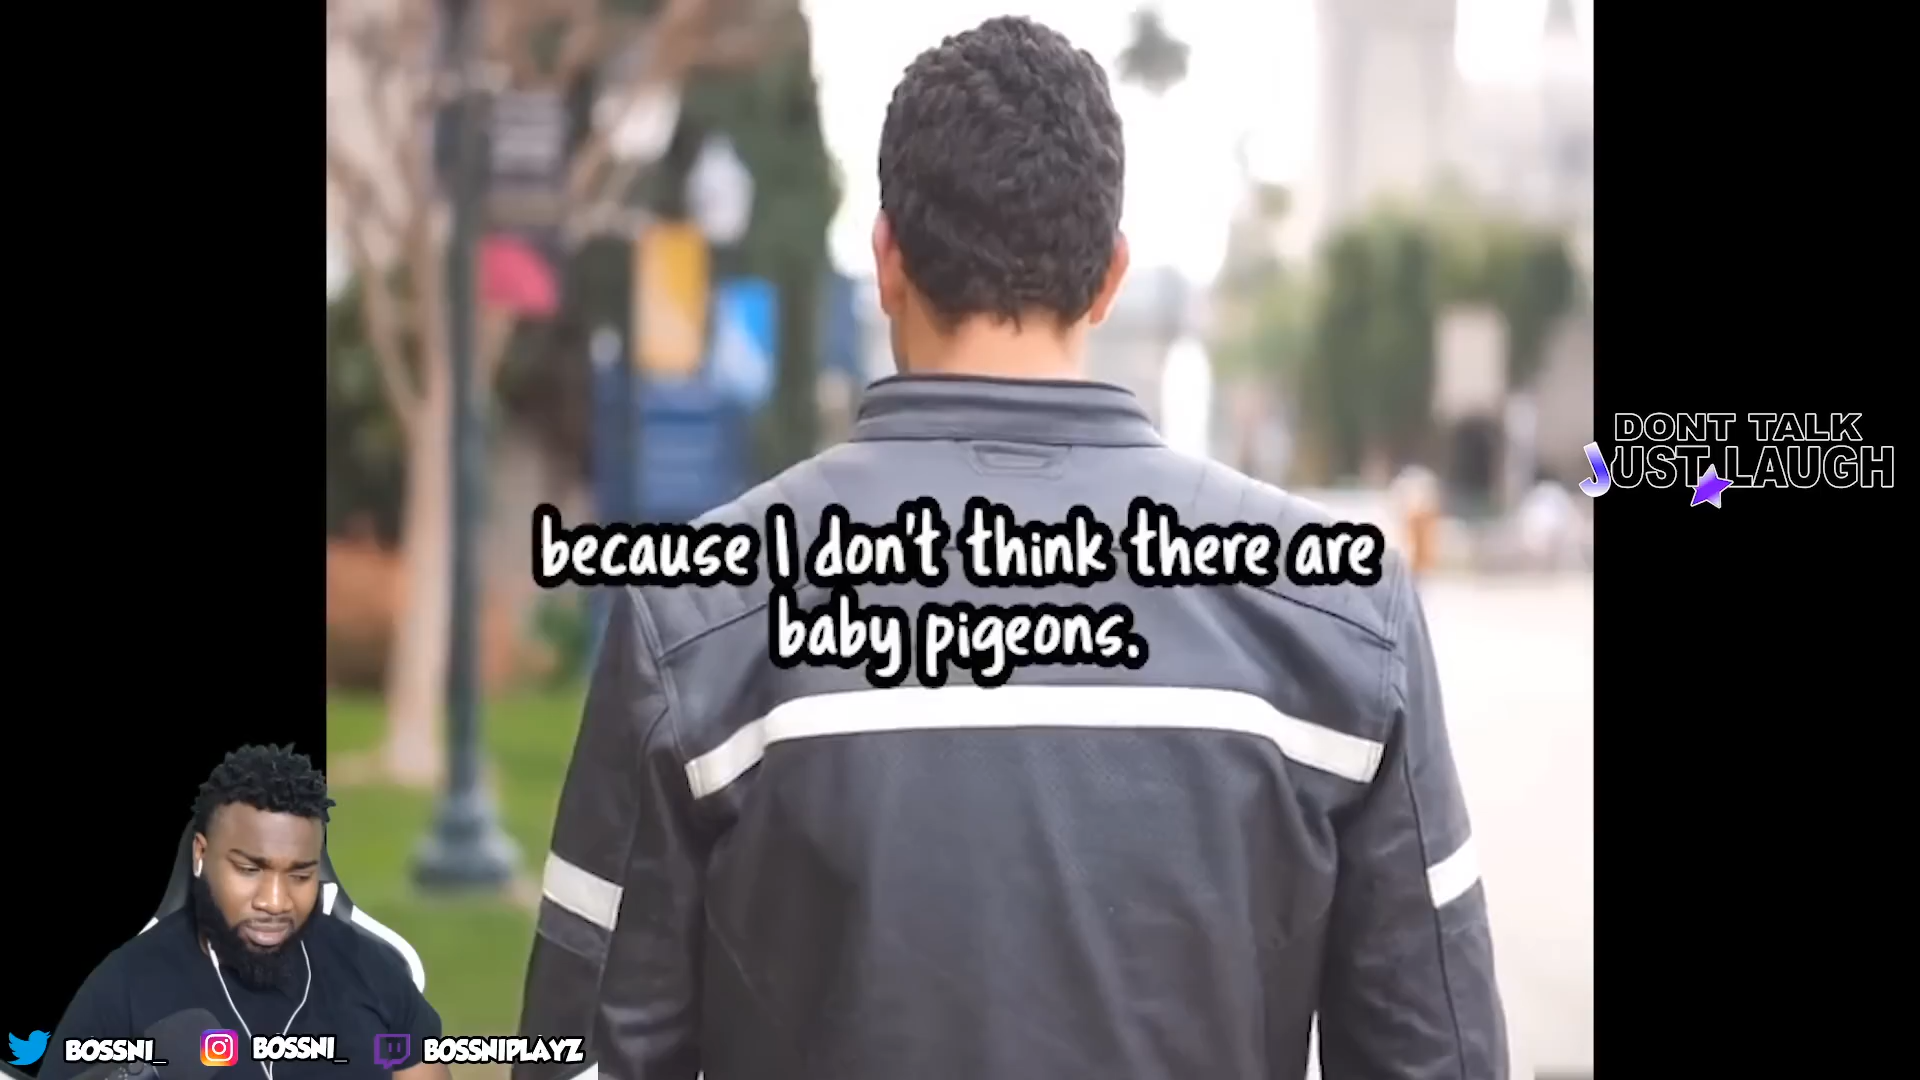 because I don't think there are
baby pigeons.
DONT TALK
JUST LAUGH
BOSSNI_
BOSSNI_
BOSSNIPLAYZ